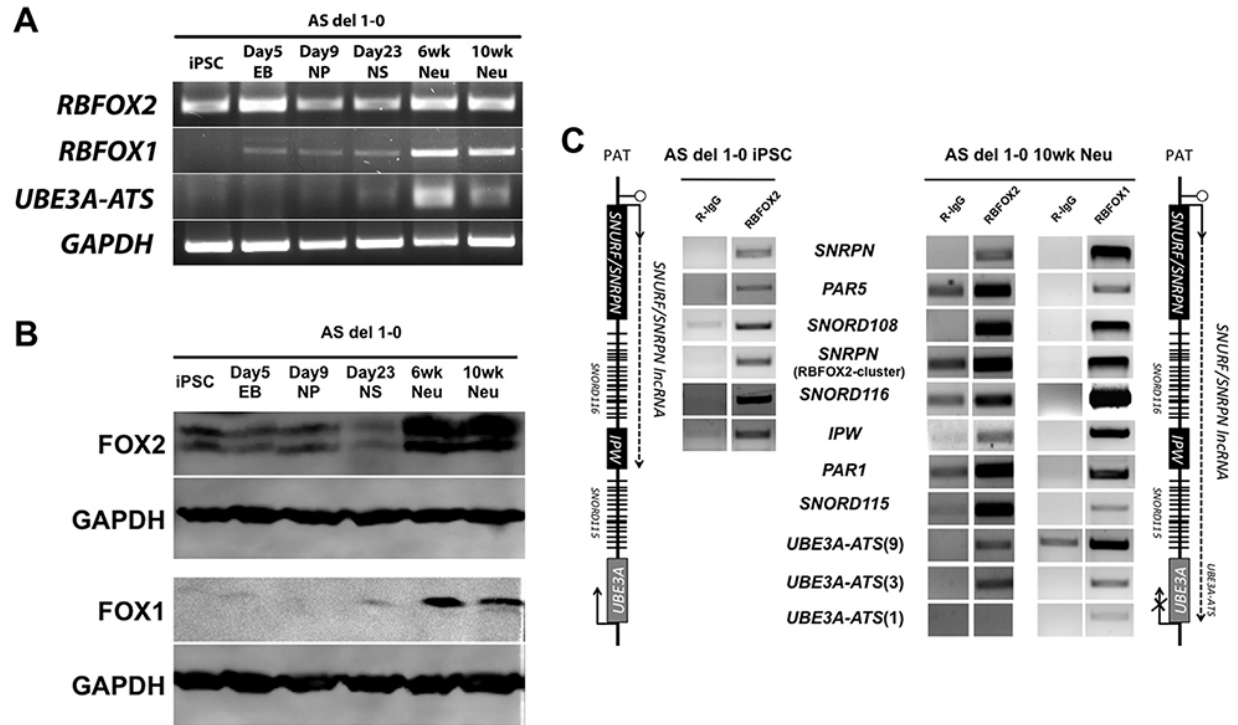 A
AS del 1-0
iPSC
Day5 EB
Day9 NP
Day23 NS
6wk Neu
10wk Neu
RBFOX2
RBFOX1
UBE3A-ATS
GAPDH
B
AS del 1-0
iPSC
Day5 EB
Day9 NP
Day23 NS
6wk Neu
10wk Neu
FOX2
GAPDH
FOX1
GAPDH
C
PAT
AS del 1-0 iPSC
AS del 1-0 10wk Neu
PAT
R-IgG
RBFOX2
R-IgG
RBFOX2
R-IgG
RBFOX1
SNURF/SNRPN
SNORD116
IPW
SNORD115
UBE3A
SNURF/SNRPN lncRNA
SNRPN
PAR5
SNORD108
SNRPN
(RBFOX2-cluster)
SNORD116
IPW
PAR1
SNORD115
UBE3A-ATS(9)
UBE3A-ATS(3)
UBE3A-ATS(1)
SNURF/SNRPN
SNORD116
IPW
SNORD115
UBE3A
SNURF/SNRPN lncRNA
UBE3A-ATS